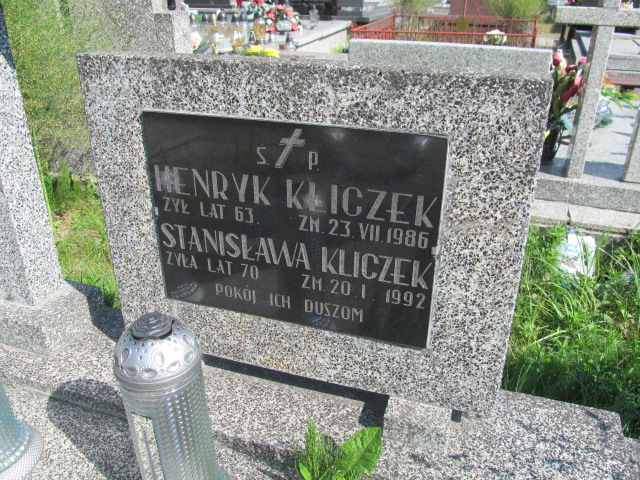 Ś. P.
HENRYK KLICZEK
ŻYŁ LAT 63. ZM. 23.VII.1986
STANISŁAWA KLICZEK
ŻYŁA LAT 70 ZM. 20 I 1992
POKÓJ ICH DUSZOM